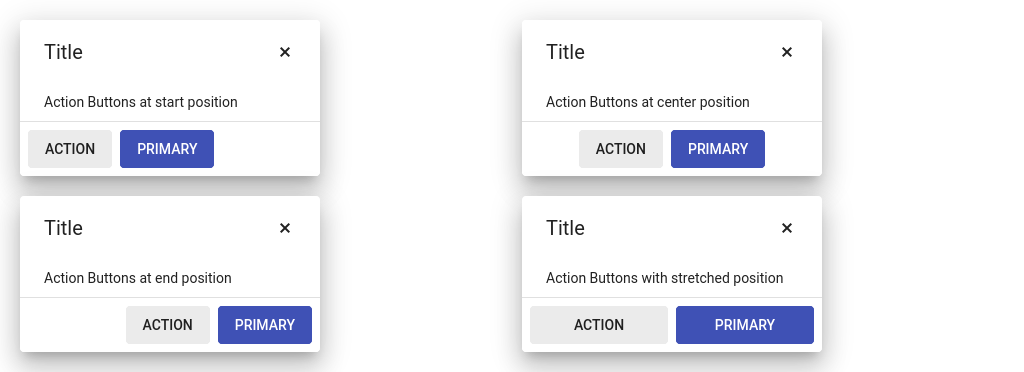 Title ×
Action Buttons at start position
ACTION PRIMARY
Title ×
Action Buttons at center position
ACTION PRIMARY
Title ×
Action Buttons at end position
ACTION PRIMARY
Title ×
Action Buttons with stretched position
ACTION PRIMARY